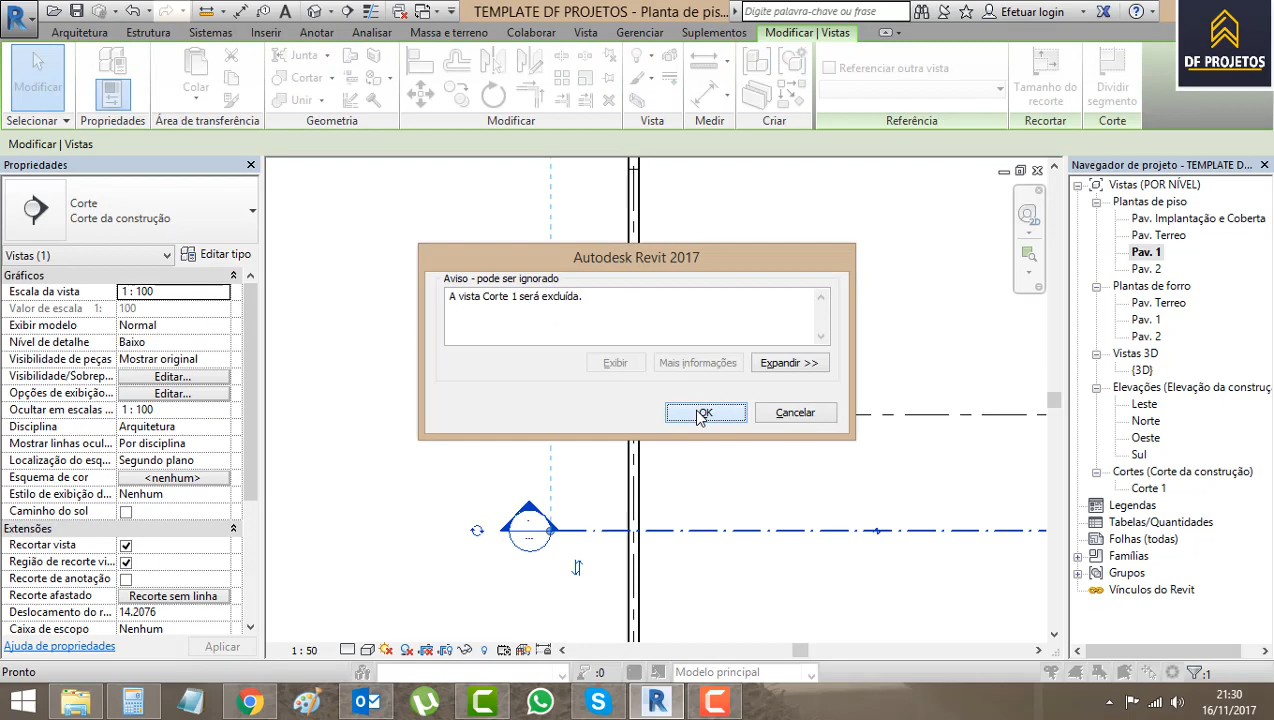 TEMPLATE DF PROJETOS - Planta de pis...
Digite palavra-chave ou frase
Efetuar login
Arquitetura Estrutura Sistemas Inserir Anotar Analisar Massa e terreno Colaborar Vista Gerenciar Suplementos Modificar | Vistas
DF PROJETOS
Modificar
Colar
Junta
Cortar
Unir
Referenciar outra vista
Tamanho do recorte
Dividir segmento
Selecionar Propriedades Área de transferência Geometria Modificar Vista Medir Criar Referência Recortar Corte
Modificar | Vistas
Propriedades
Corte
Corte da construção
Vistas (1)
Editar tipo
Gráficos
Escala da vista 1 : 100
Valor de escala 1: 100
Exibir modelo Normal
Nível de detalhe Baixo
Visibilidade de peças Mostrar original
Visibilidade/Sobrep... Editar...
Opções de exibição... Editar...
Ocultar em escalas ... 1 : 100
Disciplina Arquitetura
Mostrar linhas ocul... Por disciplina
Localização do esq... Segundo plano
Esquema de cor <nenhum>
Estilo de exibição d... Nenhum
Caminho do sol
Extensões
Recortar vista
Região de recorte vi...
Recorte de anotação
Recorte afastado Recorte sem linha
Deslocamento do r... 14.2076
Caixa de escopo Nenhum
Ajuda de propriedades Aplicar
Autodesk Revit 2017
Aviso - pode ser ignorado
A vista Corte 1 será excluída.
Exibir Mais informações Expandir >>
OK Cancelar
2D
Navegador de projeto - TEMPLATE D...
Vistas (POR NÍVEL)
Plantas de piso
Pav. Implantação e Coberta
Pav. Terreo
Pav. 1
Pav. 2
Plantas de forro
Pav. Terreo
Pav. 1
Pav. 2
Vistas 3D
{3D}
Elevações (Elevação da construç
Leste
Norte
Oeste
Sul
Cortes (Corte da construção)
Corte 1
Legendas
Tabelas/Quantidades
Folhas (todas)
Famílias
Grupos
Vínculos do Revit
1 : 50
Pronto
:0
Modelo principal
:1
21:30
16/11/2017